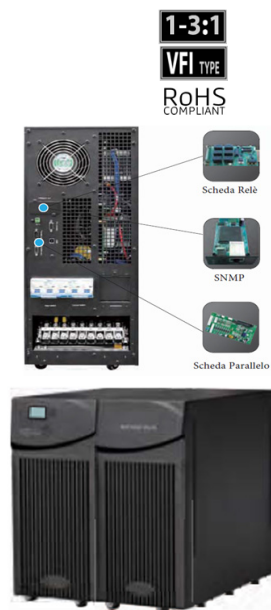 1-3:1
VFI TYPE
RoHS
COMPLIANT
Scheda Relè
SNMP
Scheda Parallelo